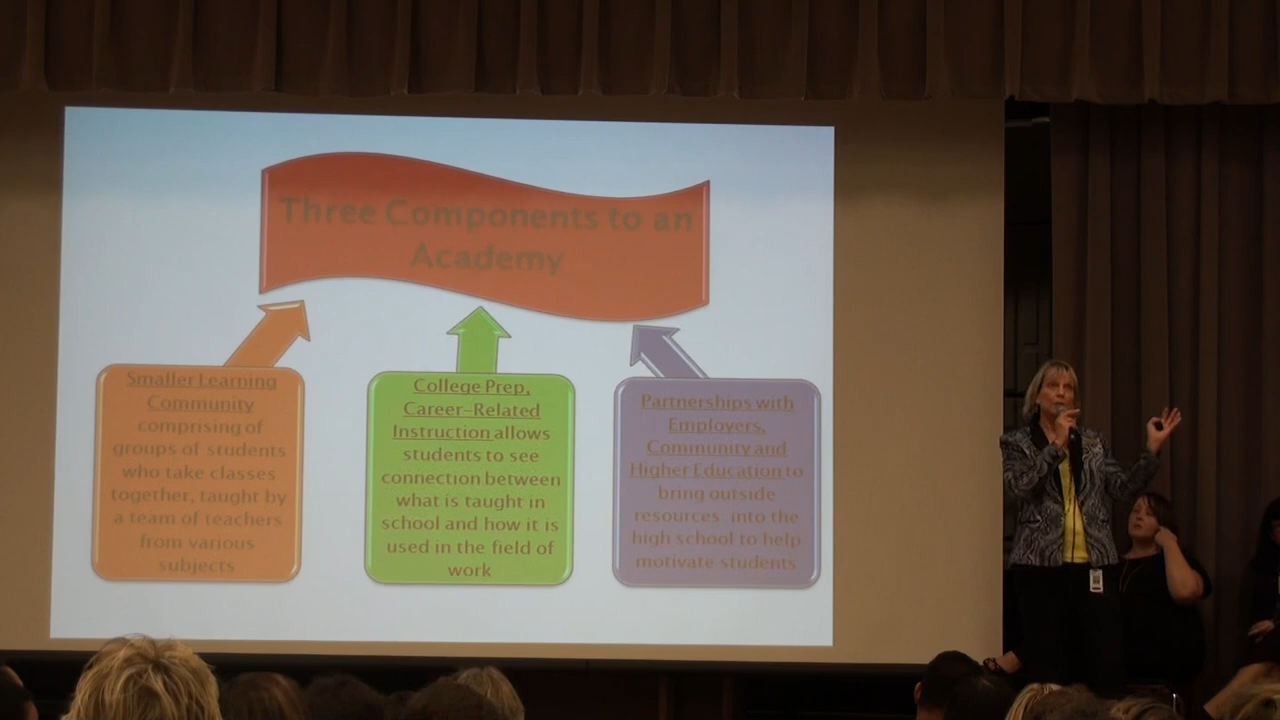 Three Components to an
Academy
Smaller Learning
Community
comprising of
groups of students
who take classes
together, taught by
a team of teachers
from various
subjects
College Prep,
Career-Related
Instruction allows
students to see
connection between
what is taught in
school and how it is
used in the field of
work
Partnerships with
Employers,
Community and
Higher Education to
bring outside
resources into the
high school to help
motivate students